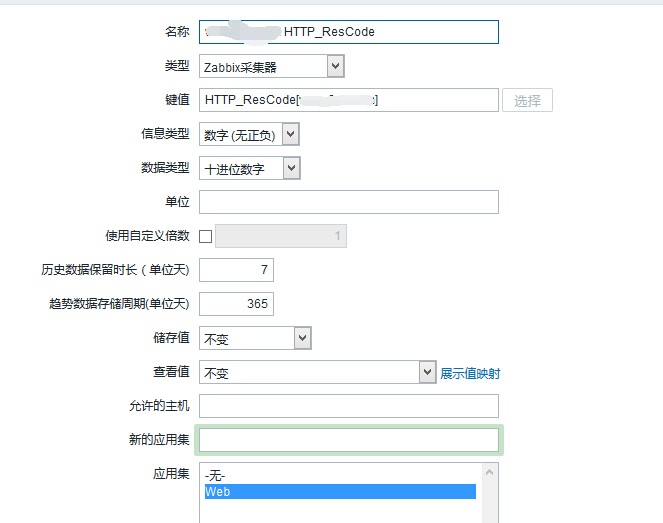 名称 HTTP_ResCode
类型 Zabbix采集器
键值 HTTP_ResCode[ ] 选择
信息类型 数字 (无正负)
数据类型 十进位数字
单位
使用自定义倍数 1
历史数据保留时长 ( 单位天) 7
趋势数据存储周期(单位天) 365
储存值 不变
查看值 不变 展示值映射
允许的主机
新的应用集
应用集 -无-
Web